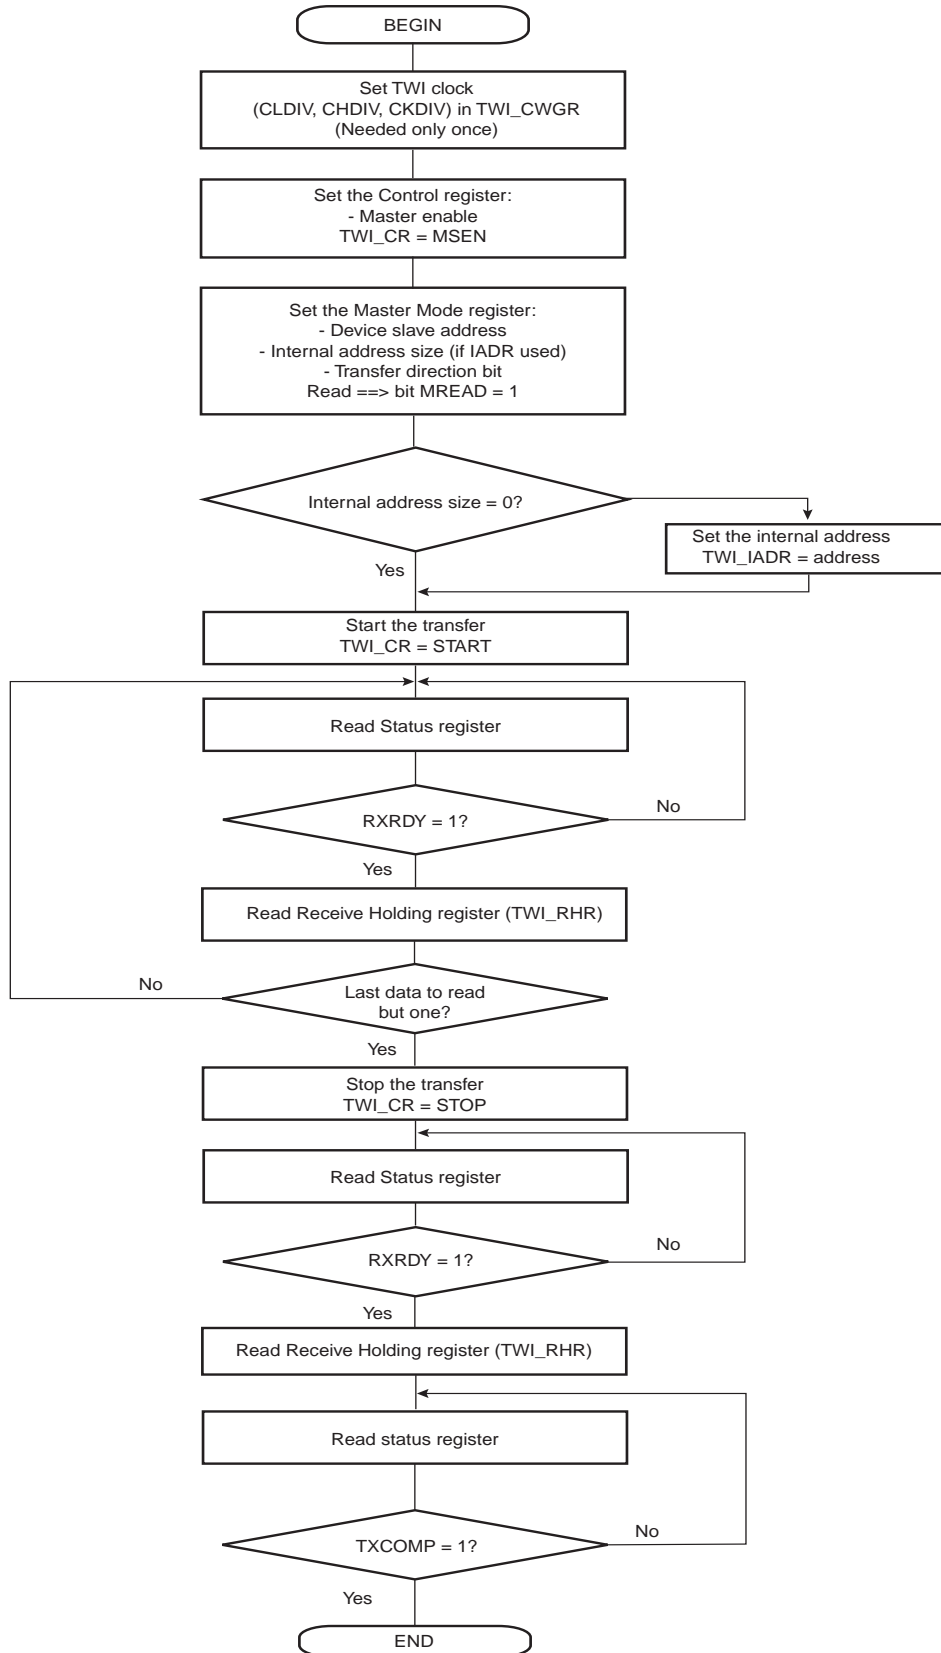 BEGIN
Set TWI clock
(CLDIV, CHDIV, CKDIV) in TWI_CWGR
(Needed only once)
Set the Control register:
- Master enable
TWI_CR = MSEN
Set the Master Mode register:
- Device slave address
- Internal address size (if IADR used)
- Transfer direction bit
Read ==> bit MREAD = 1
Internal address size = 0?
Set the internal address
TWI_IADR = address
Yes
Start the transfer
TWI_CR = START
Read Status register
RXRDY = 1?
No
Yes
Read Receive Holding register (TWI_RHR)
Last data to read
but one?
No
Yes
Stop the transfer
TWI_CR = STOP
Read Status register
RXRDY = 1?
No
Yes
Read Receive Holding register (TWI_RHR)
Read status register
TXCOMP = 1?
No
Yes
END